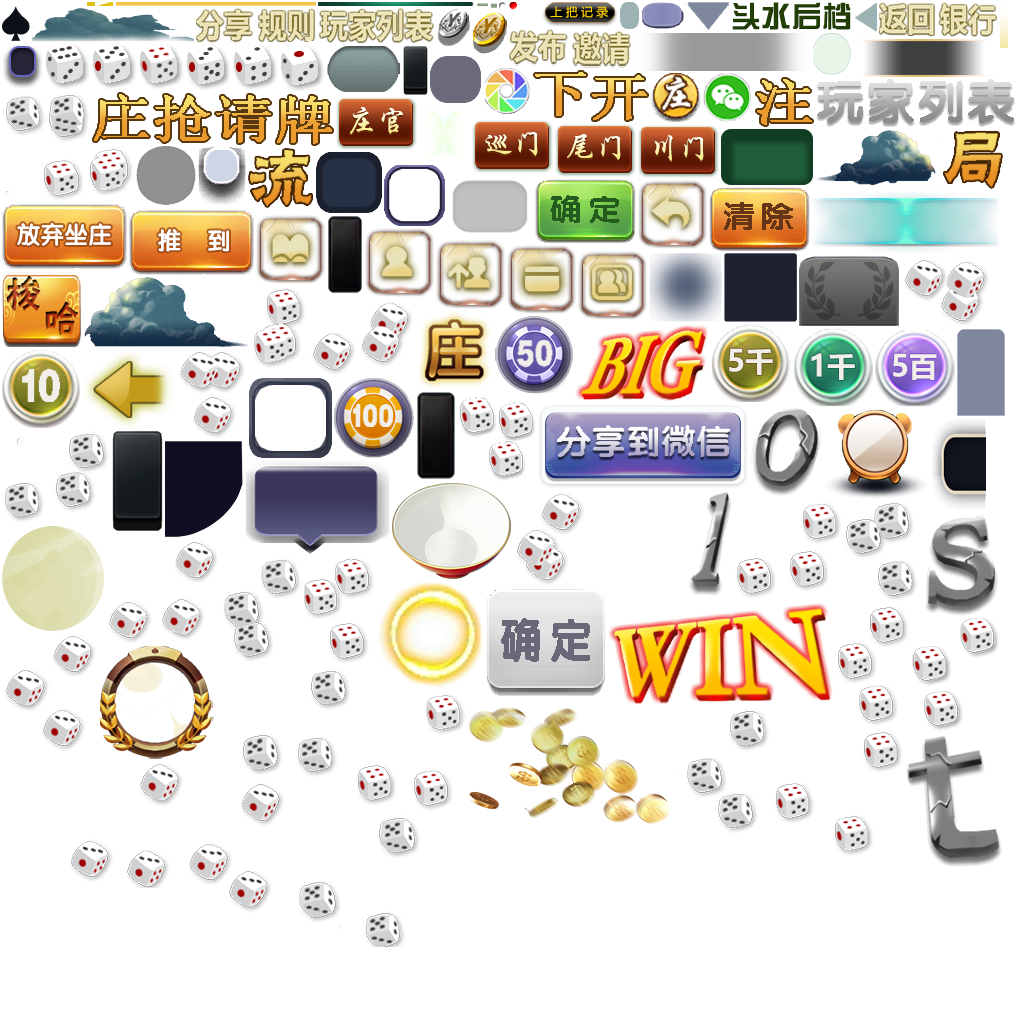 分享 规则 玩家列表
上把记录
头水后档
返回 银行
发布 邀请
下开
庄
注
玩家列表
庄抢请牌
庄官
巡门
尾门
川门
局
流
确定
清除
放弃坐庄
推 到
梭哈
庄
50
BIG
5千
1千
5百
10
100
分享到微信
0
l
s
确定
WIN
t